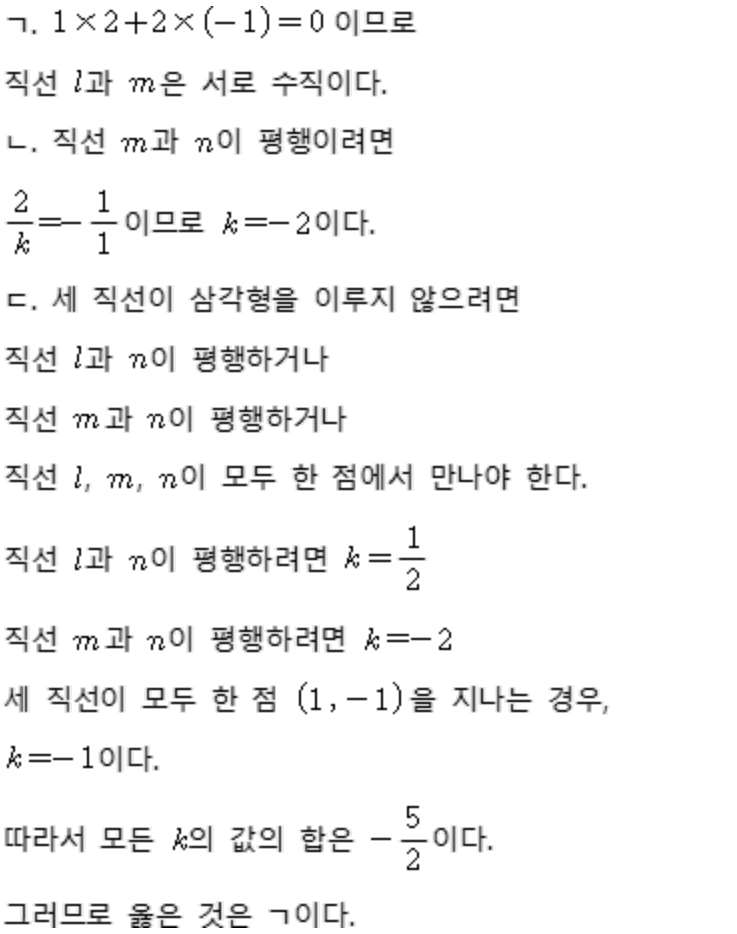 ㄱ. 1×2+2×(−1)=0 이므로
직선 l과 m은 서로 수직이다.
ㄴ. 직선 m과 n이 평행이려면
2/k=−1/1 이므로 k=−2이다.
ㄷ. 세 직선이 삼각형을 이루지 않으려면
직선 l과 n이 평행하거나
직선 m과 n이 평행하거나
직선 l, m, n이 모두 한 점에서 만나야 한다.
직선 l과 n이 평행하려면 k=1/2
직선 m과 n이 평행하려면 k=−2
세 직선이 모두 한 점 (1,−1)을 지나는 경우,
k=−1이다.
따라서 모든 k의 값의 합은 −5/2이다.
그러므로 옳은 것은 ㄱ이다.